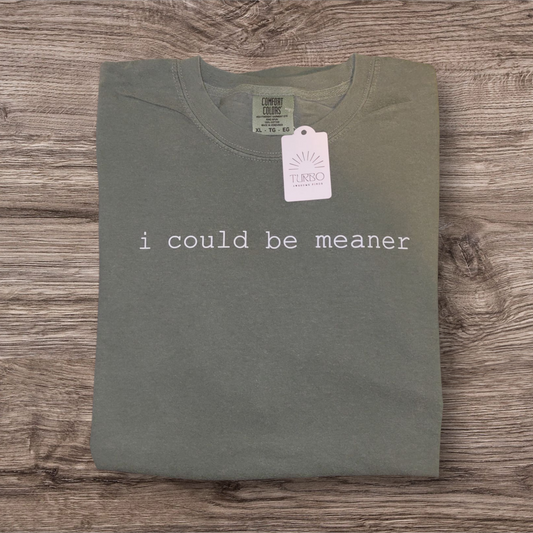 COMFORT
COLORS
XL - TG - EG
TURBO
i could be meaner